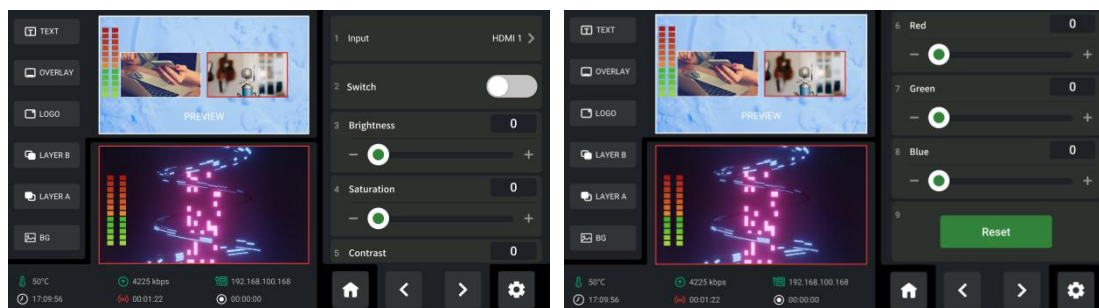 TEXT
OVERLAY
LOGO
LAYER B
LAYER A
BG
PREVIEW
1 Input HDMI 1 >
2 Switch
3 Brightness 0
− +
4 Saturation 0
− +
5 Contrast 0
50°C 4225 kbps 192.168.100.168
17:09:56 00:01:22 00:00:00
< >
TEXT
OVERLAY
LOGO
LAYER B
LAYER A
BG
PREVIEW
6 Red 0
− +
7 Green 0
− +
8 Blue 0
− +
9
Reset
50°C 4225 kbps 192.168.100.168
17:09:56 00:01:22 00:00:00
< >